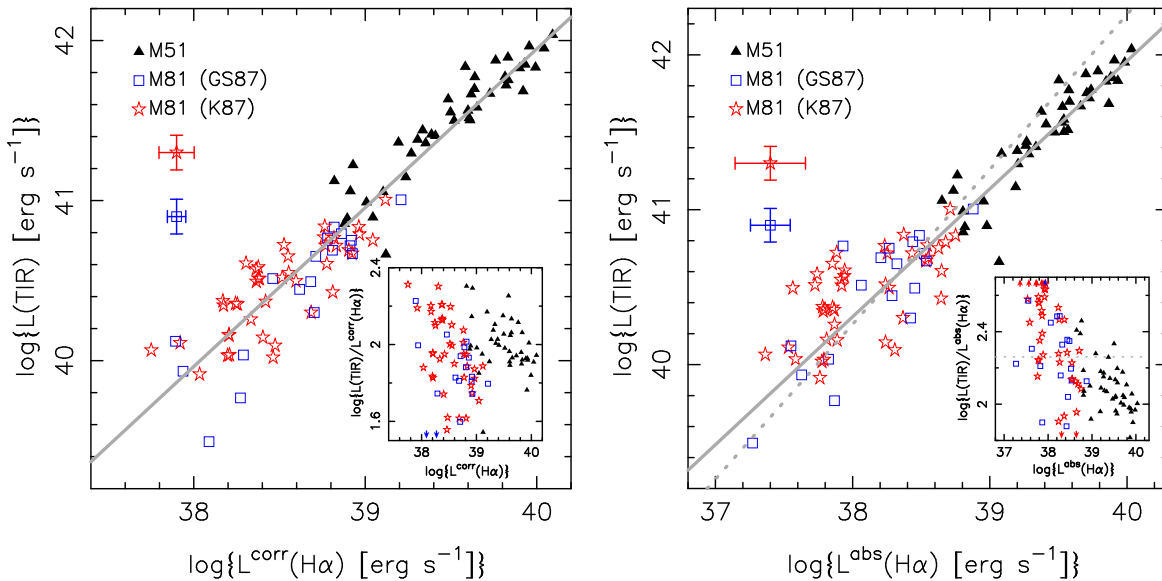 M51
M81 (GS87)
M81 (K87)
log{L(TIR) [erg s⁻¹]}
42
41
40
38
39
40
log{L^corr(Hα) [erg s⁻¹]}
log{L(TIR)/L^corr(Hα)}
2.4
2
1.6
38
39
40
log{L^corr(Hα)}
M51
M81 (GS87)
M81 (K87)
log{L(TIR) [erg s⁻¹]}
42
41
40
37
38
39
40
log{L^abs(Hα) [erg s⁻¹]}
log{L(TIR)/L^abs(Hα)}
2.4
2
37
38
39
40
log{L^abs(Hα)}